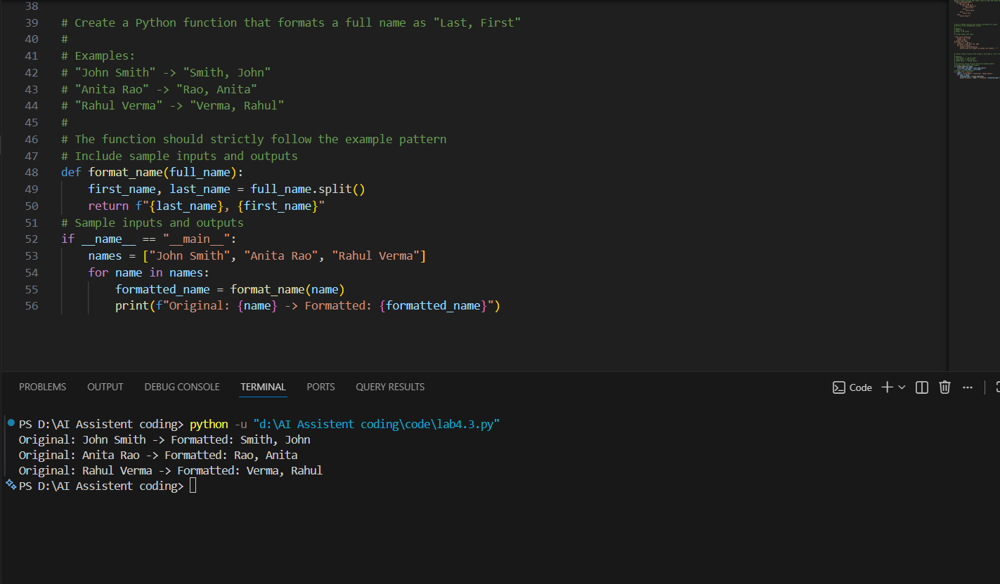 38
39 # Create a Python function that formats a full name as "Last, First"
40 #
41 # Examples:
42 # "John Smith" -> "Smith, John"
43 # "Anita Rao" -> "Rao, Anita"
44 # "Rahul Verma" -> "Verma, Rahul"
45 #
46 # The function should strictly follow the example pattern
47 # Include sample inputs and outputs
48 def format_name(full_name):
49     first_name, last_name = full_name.split()
50     return f"{last_name}, {first_name}"
51 # Sample inputs and outputs
52 if __name__ == "__main__":
53     names = ["John Smith", "Anita Rao", "Rahul Verma"]
54     for name in names:
55         formatted_name = format_name(name)
56         print(f"Original: {name} -> Formatted: {formatted_name}")
PROBLEMS OUTPUT DEBUG CONSOLE TERMINAL PORTS QUERY RESULTS Code
PS D:\AI Assistent coding> python -u "d:\AI Assistent coding\code\lab4.3.py"
Original: John Smith -> Formatted: Smith, John
Original: Anita Rao -> Formatted: Rao, Anita
Original: Rahul Verma -> Formatted: Verma, Rahul
PS D:\AI Assistent coding>